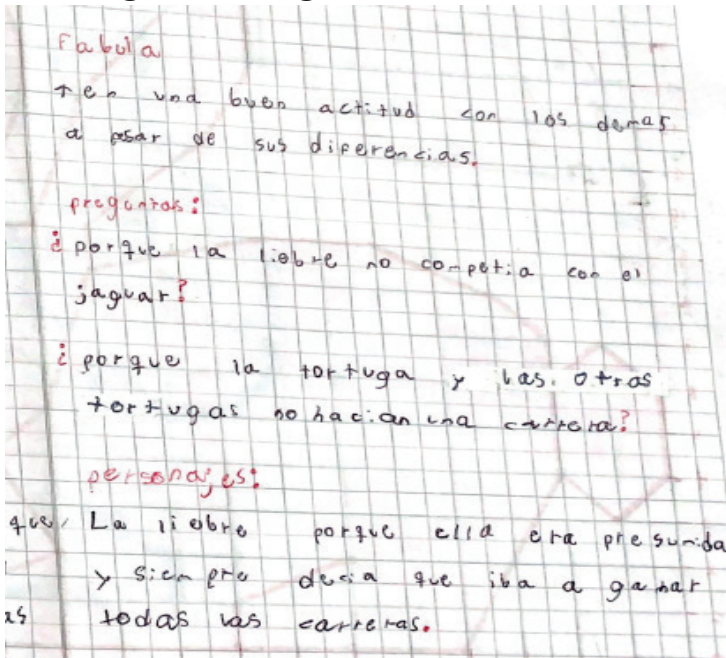 Fabula
ten una buen actitud con los demas
a pesar de sus diferencias.
preguntas:
¿porque la liebre no competia con el
jaguar?
¿porque la tortuga y las otras
tortugas no hacian una carrera?
personajes:
que, La liebre porque ella era presumida
y siempre decia que iba a ganar
as todas las carreras.